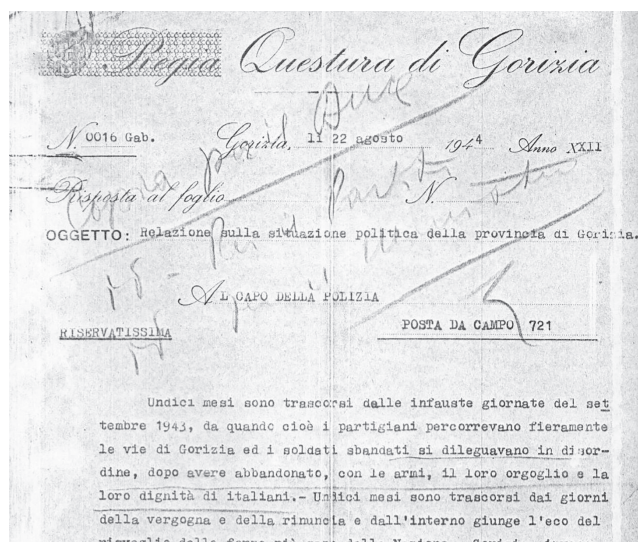 Regia Questura di Gorizia
N. 0016 Gab. Gorizia, li 22 agosto 1944 Anno XXII
Risposta al foglio N.
OGGETTO: Relazione sulla situazione politica della provincia di Gorizia.
AL CAPO DELLA POLIZIA
RISERVATISSIMA POSTA DA CAMPO 721
Undici mesi sono trascorsi dalle infauste giornate del set
tembre 1943, da quando cioè i partigiani percorrevano fieramente
le vie di Gorizia ed i soldati sbandati si dileguavano in disor-
dine, dopo avere abbandonato, con le armi, il loro orgoglio e la
loro dignità di italiani.- Undici mesi sono trascorsi dai giorni
della vergogna e della rinuncia e dall'interno giunge l'eco del